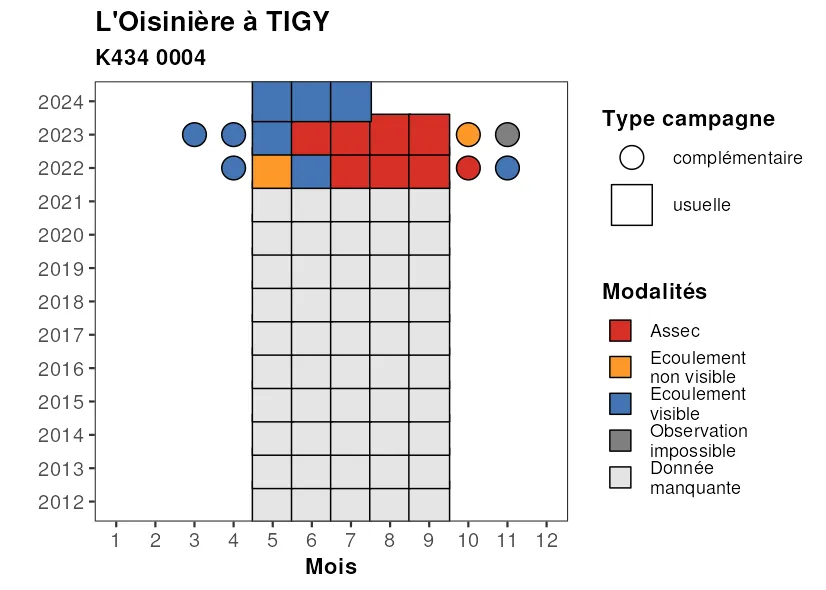 L'Oisinière à TIGY
K434 0004
2024
2023
2022
2021
2020
2019
2018
2017
2016
2015
2014
2013
2012
1 2 3 4 5 6 7 8 9 10 11 12
Mois
Type campagne
complémentaire
usuelle
Modalités
Assec
Ecoulement
non visible
Ecoulement
visible
Observation
impossible
Donnée
manquante